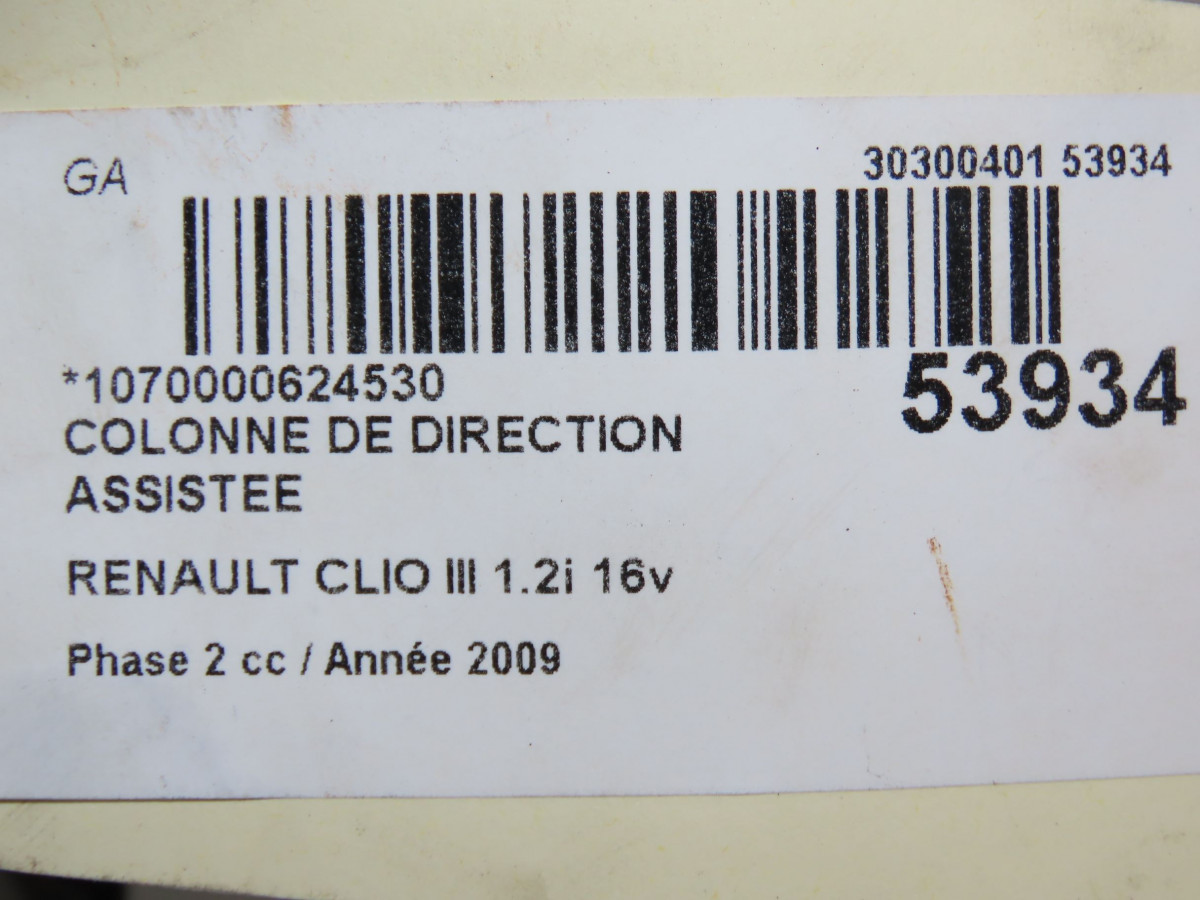 GA
30300401 53934
*1070000624530
53934
COLONNE DE DIRECTION
ASSISTEE
RENAULT CLIO III 1.2i 16v
Phase 2 cc / Année 2009